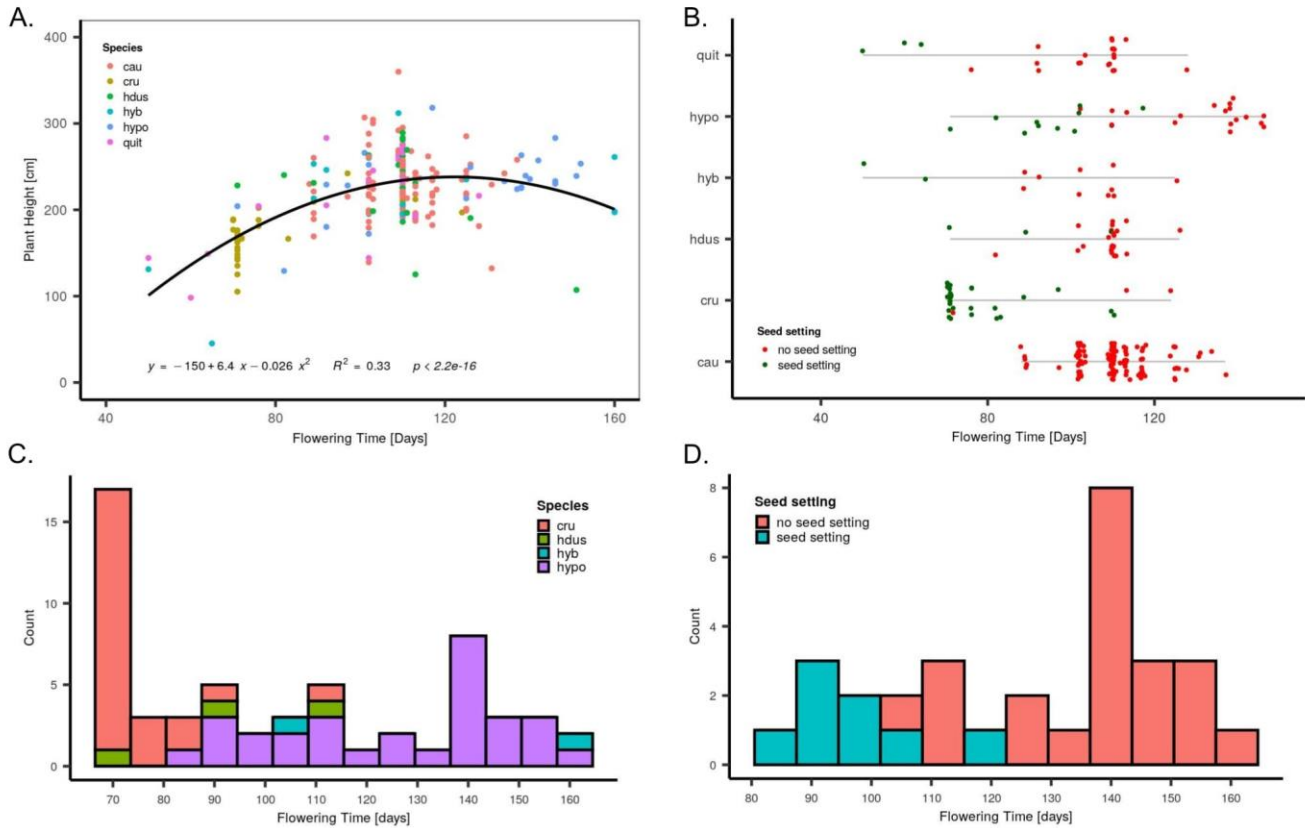 A.
Plant Height [cm]
400
300
200
100
0
Species
cau
cru
hdus
hyb
hypo
quit
y = −150 + 6.4 x − 0.026 x² R² = 0.33 p < 2.2e-16
40 80 120 160
Flowering Time [Days]
B.
quit
hypo
hyb
hdus
cru
cau
Seed setting
no seed setting
seed setting
40 80 120
Flowering Time [Days]
C.
Count
15
10
5
0
Species
cru
hdus
hyb
hypo
70 80 90 100 110 120 130 140 150 160
Flowering Time [days]
D.
Count
8
6
4
2
0
Seed setting
no seed setting
seed setting
80 90 100 110 120 130 140 150 160
Flowering Time [days]